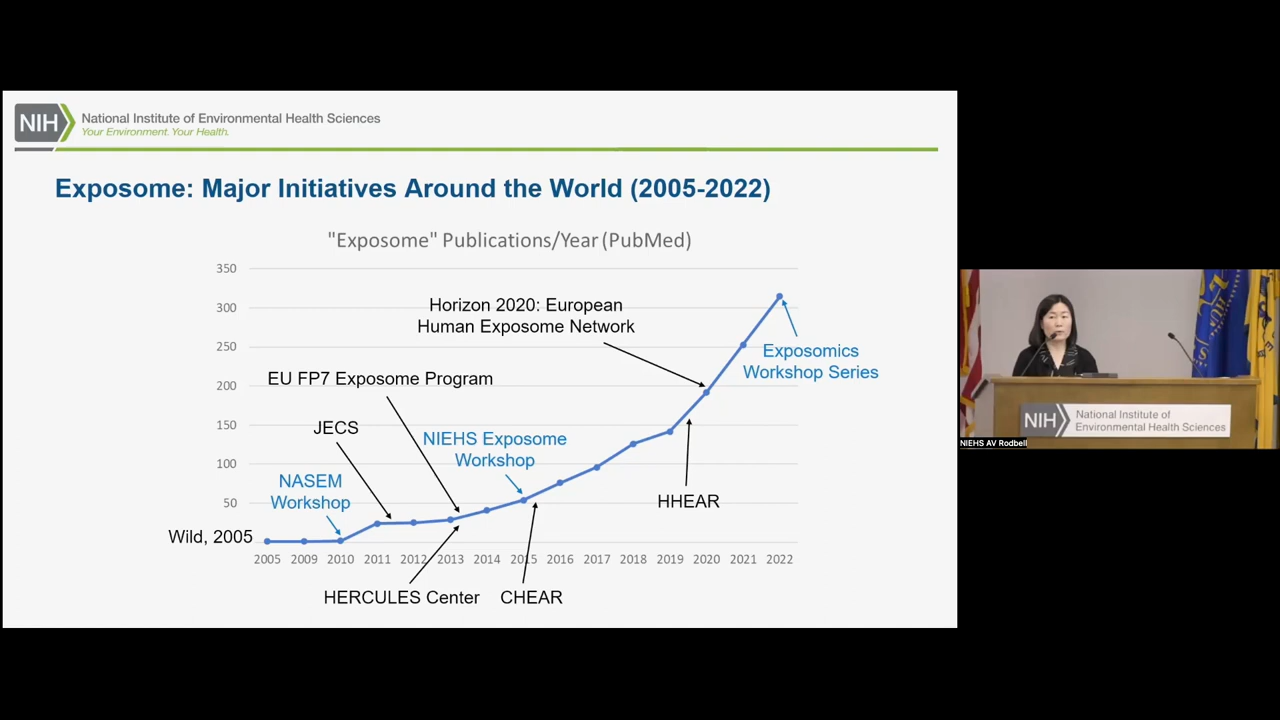 NIH
National Institute of Environmental Health Sciences
Your Environment. Your Health.
Exposome: Major Initiatives Around the World (2005-2022)
"Exposome" Publications/Year (PubMed)
350
300
250
200
150
100
50
Horizon 2020: European
Human Exposome Network
Exposomics
Workshop Series
EU FP7 Exposome Program
JECS
NIEHS Exposome
Workshop
NASEM
Workshop
HHEAR
Wild, 2005
2005 2009 2010 2011 2012 2013 2014 2015 2016 2017 2018 2019 2020 2021 2022
HERCULES Center
CHEAR
NIH
National Institute of
Environmental Health Sciences
NIEHS AV Rodbell